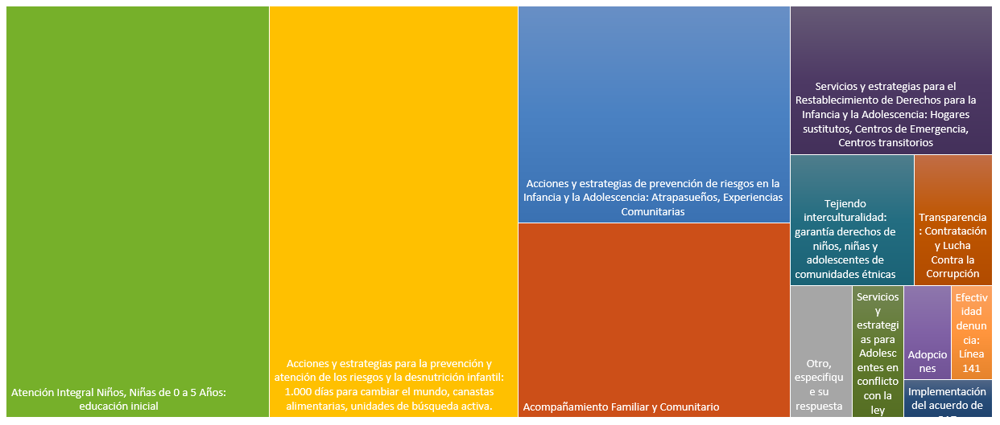 Atención Integral Niños, Niñas de 0 a 5 Años:
educación inicial
Acciones y estrategias para la prevención y
atención de los riesgos y la desnutrición infantil:
1.000 días para cambiar el mundo, canastas
alimentarias, unidades de búsqueda activa.
Acciones y estrategias de prevención de riesgos en la
Infancia y la Adolescencia: Atrapasueños, Experiencias
Comunitarias
Acompañamiento Familiar y Comunitario
Servicios y estrategias para el
Restablecimiento de Derechos para la
Infancia y la Adolescencia: Hogares
sustitutos, Centros de Emergencia,
Centros transitorios
Tejiendo
interculturalidad:
garantía derechos de
niños, niñas y
adolescentes de
comunidades étnicas
Transparencia
: Contratación
y Lucha
Contra la
Corrupción
Otro,
especifiqu
e su
respuesta
Servicios
y
estrategi
as para
Adolesc
entes en
conflicto
con la
ley
Adopcio
nes
Efectiv
idad
denun
cia:
Línea
141
Implementación
del acuerdo de